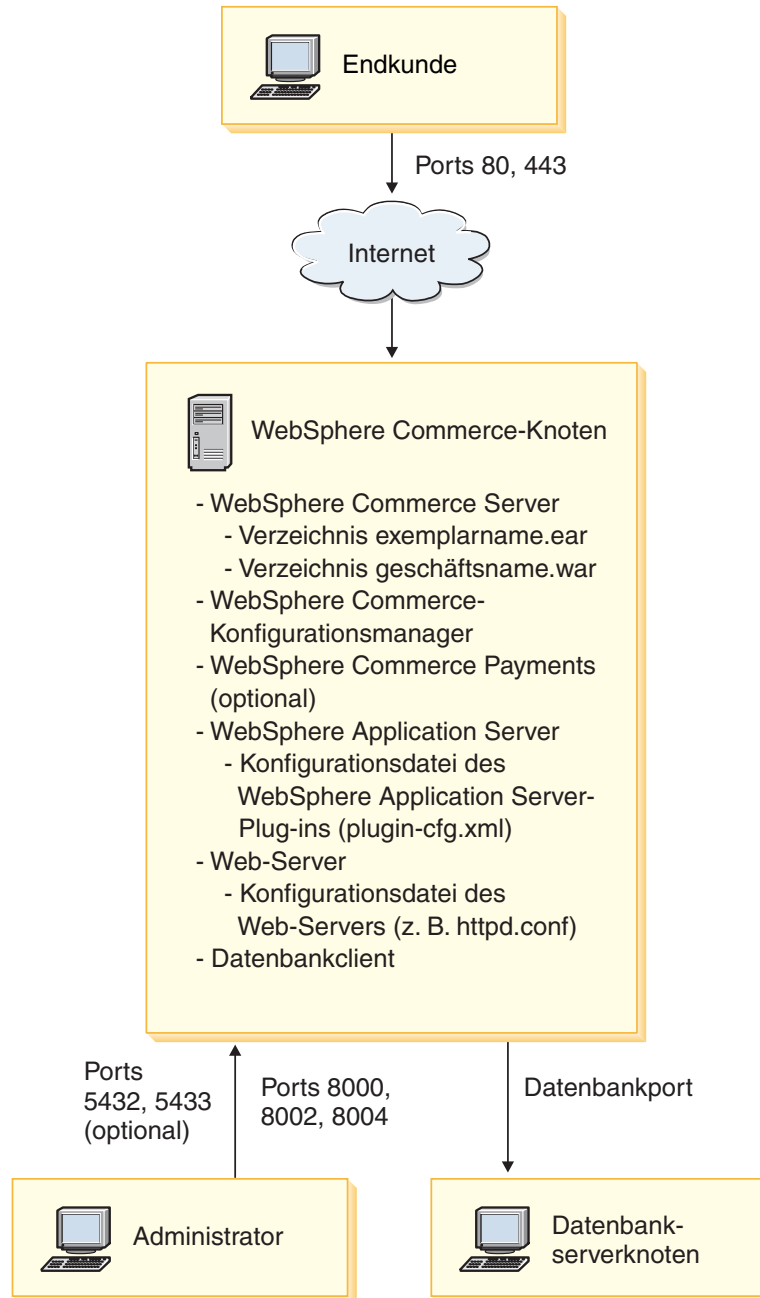 Endkunde
Ports 80, 443
Internet
WebSphere Commerce-Knoten
- WebSphere Commerce Server
- Verzeichnis exemplarname.ear
- Verzeichnis geschäftsname.war
- WebSphere Commerce-
Konfigurationsmanager
- WebSphere Commerce Payments
(optional)
- WebSphere Application Server
- Konfigurationsdatei des
WebSphere Application Server-
Plug-ins (plugin-cfg.xml)
- Web-Server
- Konfigurationsdatei des
Web-Servers (z. B. httpd.conf)
- Datenbankclient
Ports
5432, 5433
(optional)
Ports 8000,
8002, 8004
Datenbankport
Administrator
Datenbank-
serverknoten